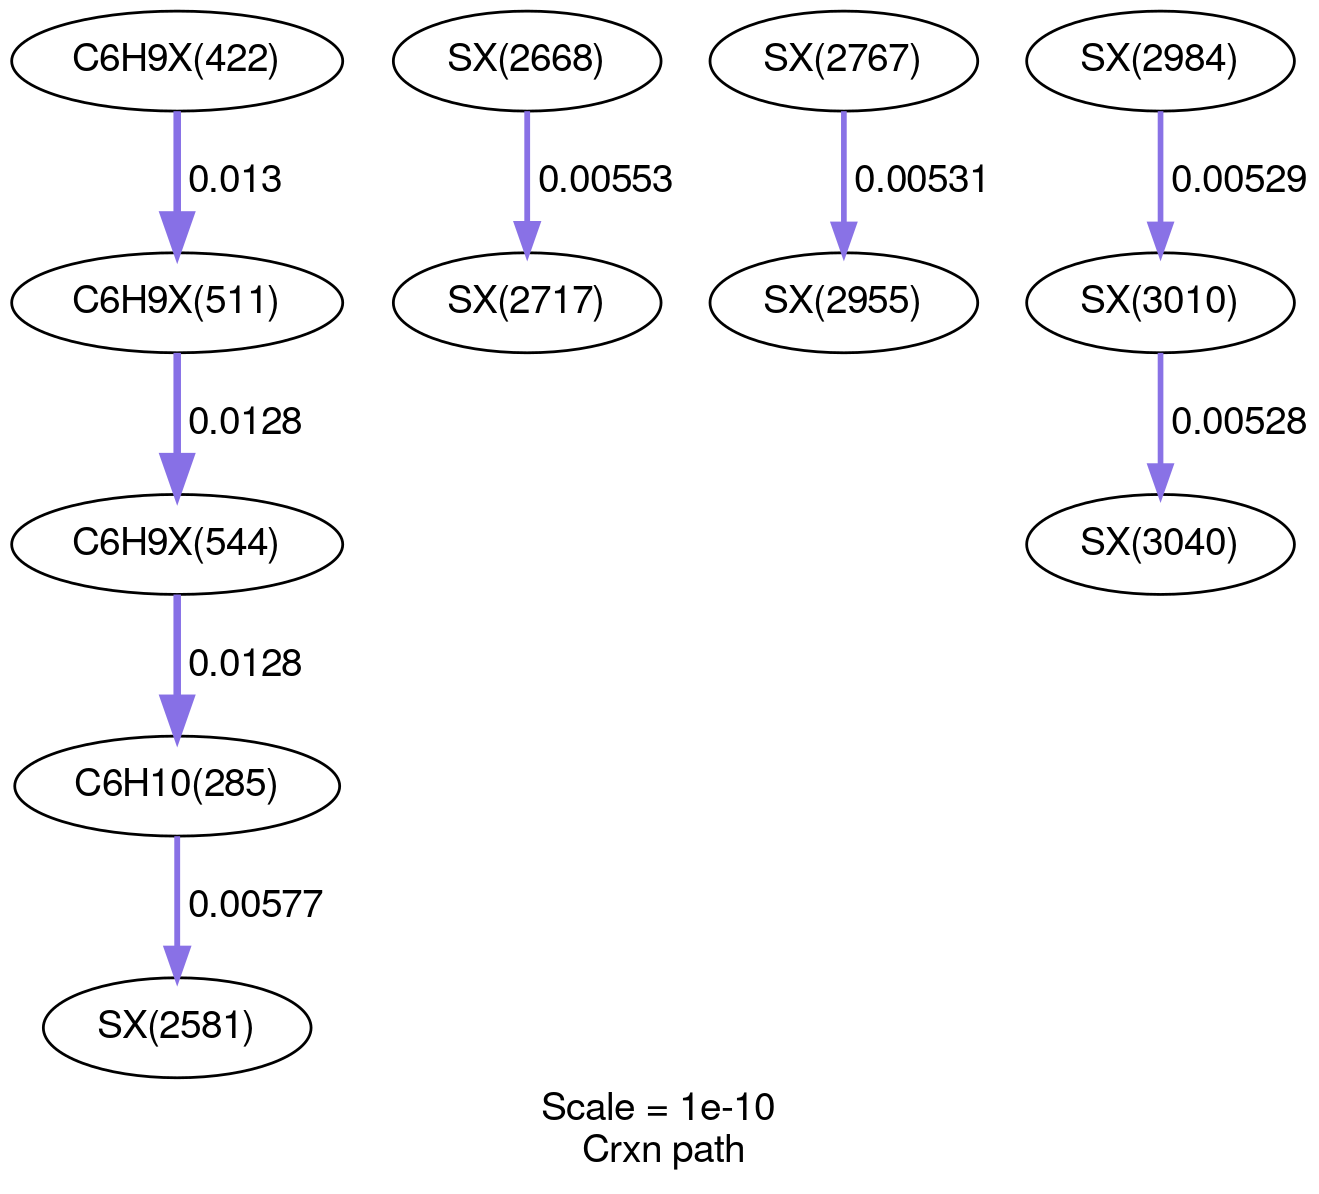 C6H9X(422)
SX(2668)
SX(2767)
SX(2984)
0.013
0.00553
0.00531
0.00529
C6H9X(511)
SX(2717)
SX(2955)
SX(3010)
0.0128
0.00528
C6H9X(544)
SX(3040)
0.0128
C6H10(285)
0.00577
SX(2581)
Scale = 1e-10
Crxn path